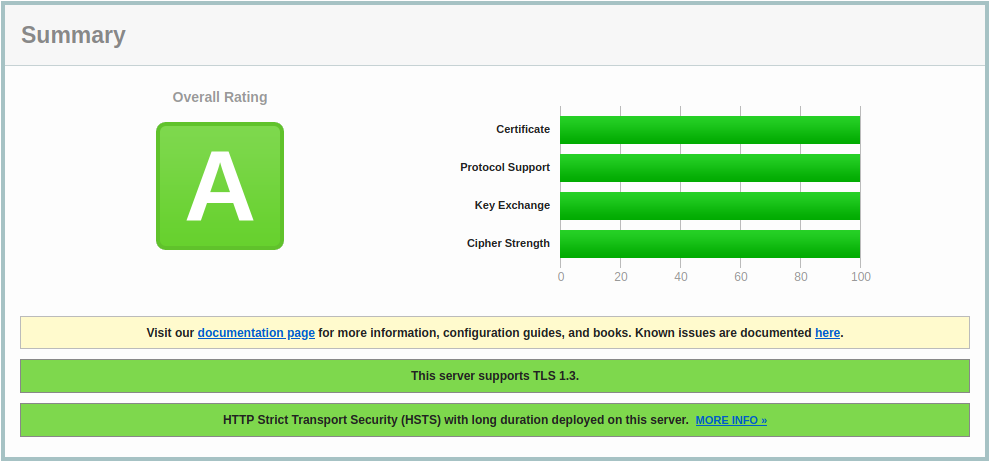 Summary
Overall Rating
A
Certificate
Protocol Support
Key Exchange
Cipher Strength
0 20 40 60 80 100
Visit our documentation page for more information, configuration guides, and books. Known issues are documented here.
This server supports TLS 1.3.
HTTP Strict Transport Security (HSTS) with long duration deployed on this server. MORE INFO »